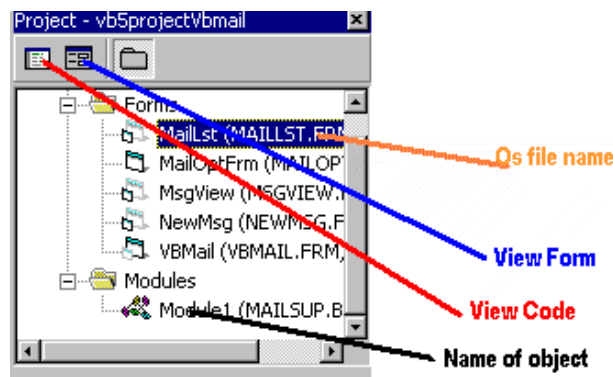 Project - vb5projectVbmail
Forms
MailLst (MAILLST.FRM
MailOptFrm (MAILOPT
MsgView (MSGVIEW.F
NewMsg (NEWMSG.F
VBMail (VBMAIL.FRM)
Modules
Module1 (MAILSUP.B
Os file name
View Form
View Code
Name of object